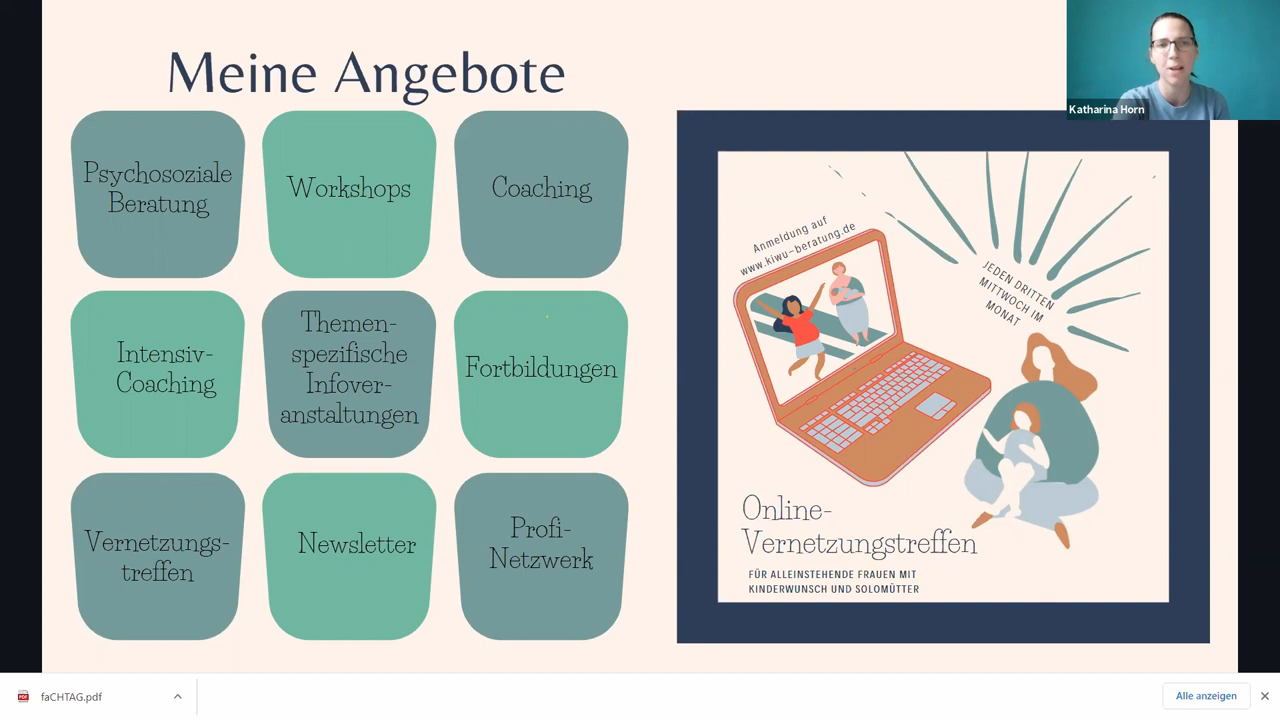 Meine Angebote
Psychosoziale
Beratung
Workshops
Coaching
Intensiv-
Coaching
Themen-
spezifische
Infover-
anstaltungen
Fortbildungen
Vernetzungs-
treffen
Newsletter
Profi-
Netzwerk
Katharina Horn
Anmeldung auf
www.kiwu-beratung.de
JEDEN DRITTEN
MITTWOCH IM
MONAT
Online-
Vernetzungstreffen
FÜR ALLEINSTEHENDE FRAUEN MIT
KINDERWUNSCH UND SOLOMÜTTER
PDF
faCHTAG.pdf
Alle anzeigen